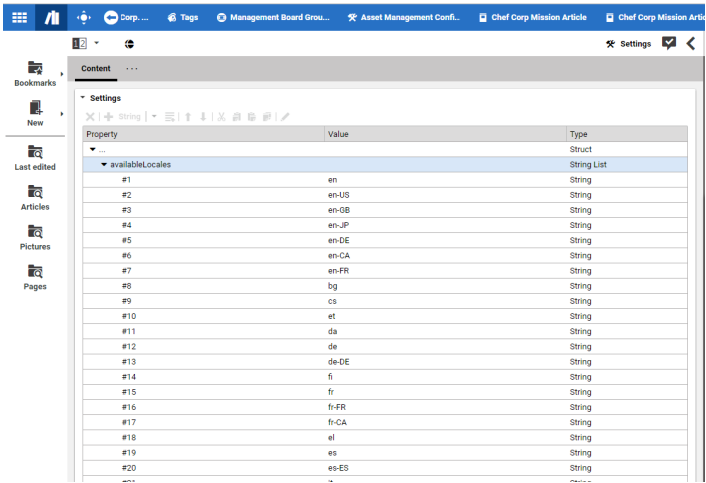 Corp. ...
Tags
Management Board Grou...
Asset Management Confi...
Chef Corp Mission Article
Chef Corp Mission Artic
1 2
Settings
Bookmarks
New
Last edited
Articles
Pictures
Pages
Content ...
Settings
String
Property Value Type
... Struct
availableLocales String List
#1 en String
#2 en-US String
#3 en-GB String
#4 en-JP String
#5 en-DE String
#6 en-CA String
#7 en-FR String
#8 bg String
#9 cs String
#10 et String
#11 da String
#12 de String
#13 de-DE String
#14 fi String
#15 fr String
#16 fr-FR String
#17 fr-CA String
#18 el String
#19 es String
#20 es-ES String